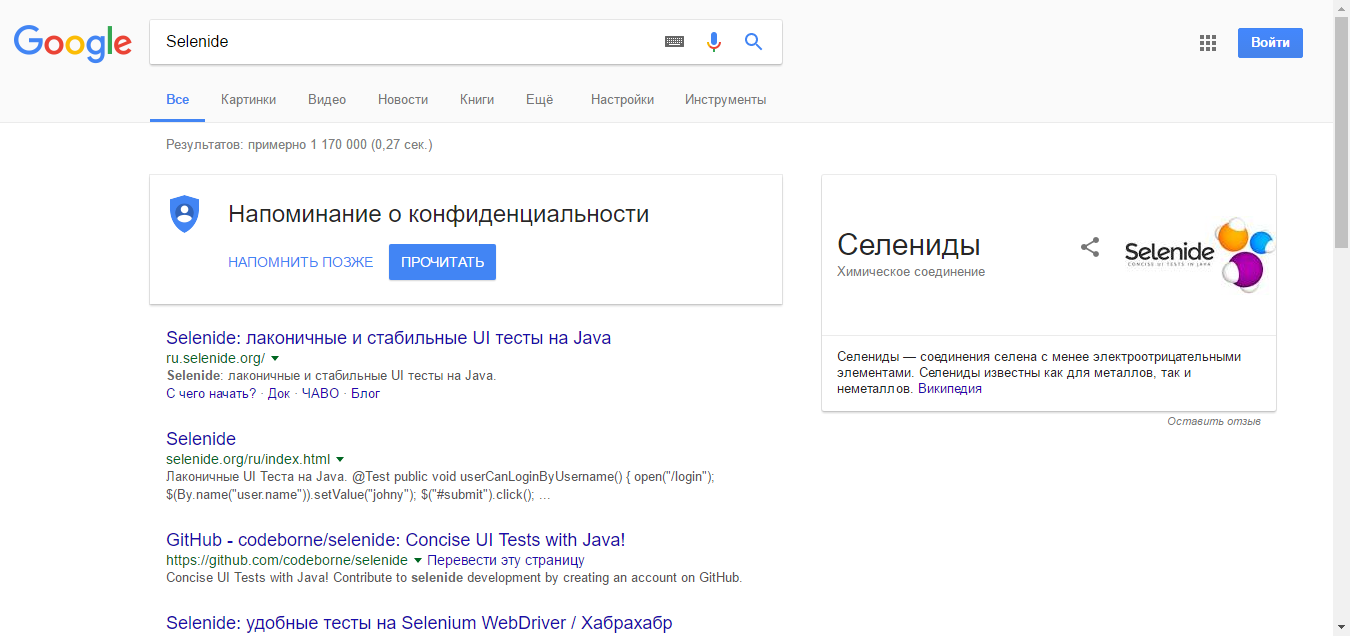 Google
Selenide
Войти
Все Картинки Видео Новости Книги Ещё Настройки Инструменты
Результатов: примерно 1 170 000 (0,27 сек.)
Напоминание о конфиденциальности
НАПОМНИТЬ ПОЗЖЕ ПРОЧИТАТЬ
Selenide: лаконичные и стабильные UI тесты на Java
ru.selenide.org/
Selenide: лаконичные и стабильные UI тесты на Java.
С чего начать? · Док · ЧАВО · Блог
Selenide
selenide.org/ru/index.html
Лаконичные UI Теста на Java. @Test public void userCanLoginByUsername() { open("/login");
$(By.name("user.name")).setValue("johny"); $("#submit").click(); ...
GitHub - codeborne/selenide: Concise UI Tests with Java!
https://github.com/codeborne/selenide Перевести эту страницу
Concise UI Tests with Java! Contribute to selenide development by creating an account on GitHub.
Selenide: удобные тесты на Selenium WebDriver / Хабрахабр
Селениды
Химическое соединение
Selenide
CONCISE UI TESTS IN JAVA
Селениды — соединения селена с менее электроотрицательными
элементами. Селениды известны как для металлов, так и
неметаллов. Википедия
Оставить отзыв